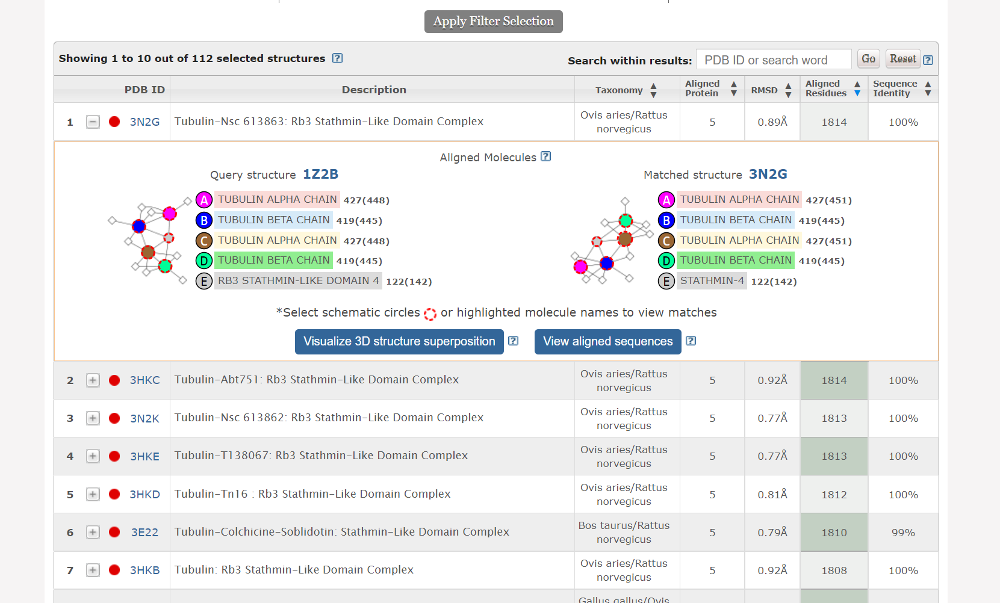 Apply Filter Selection
Showing 1 to 10 out of 112 selected structures ?
Search within results: PDB ID or search word Go Reset ?
PDB ID Description Taxonomy Aligned Protein RMSD Aligned Residues Sequence Identity
1 3N2G Tubulin-Nsc 613863: Rb3 Stathmin-Like Domain Complex Ovis aries/Rattus norvegicus 5 0.89Å 1814 100%
Aligned Molecules ?
Query structure 1Z2B
A TUBULIN ALPHA CHAIN 427(448)
B TUBULIN BETA CHAIN 419(445)
C TUBULIN ALPHA CHAIN 427(448)
D TUBULIN BETA CHAIN 419(445)
E RB3 STATHMIN-LIKE DOMAIN 4 122(142)
Matched structure 3N2G
A TUBULIN ALPHA CHAIN 427(451)
B TUBULIN BETA CHAIN 419(445)
C TUBULIN ALPHA CHAIN 427(451)
D TUBULIN BETA CHAIN 419(445)
E STATHMIN-4 122(142)
*Select schematic circles or highlighted molecule names to view matches
Visualize 3D structure superposition ? View aligned sequences ?
2 3HKC Tubulin-Abt751: Rb3 Stathmin-Like Domain Complex Ovis aries/Rattus norvegicus 5 0.92Å 1814 100%
3 3N2K Tubulin-Nsc 613862: Rb3 Stathmin-Like Domain Complex Ovis aries/Rattus norvegicus 5 0.77Å 1813 100%
4 3HKE Tubulin-T138067: Rb3 Stathmin-Like Domain Complex Ovis aries/Rattus norvegicus 5 0.77Å 1813 100%
5 3HKD Tubulin-Tn16 : Rb3 Stathmin-Like Domain Complex Ovis aries/Rattus norvegicus 5 0.81Å 1812 100%
6 3E22 Tubulin-Colchicine-Soblidotin: Stathmin-Like Domain Complex Bos taurus/Rattus norvegicus 5 0.79Å 1810 99%
7 3HKB Tubulin: Rb3 Stathmin-Like Domain Complex Ovis aries/Rattus norvegicus 5 0.92Å 1808 100%
Gallus gallus/Ovis